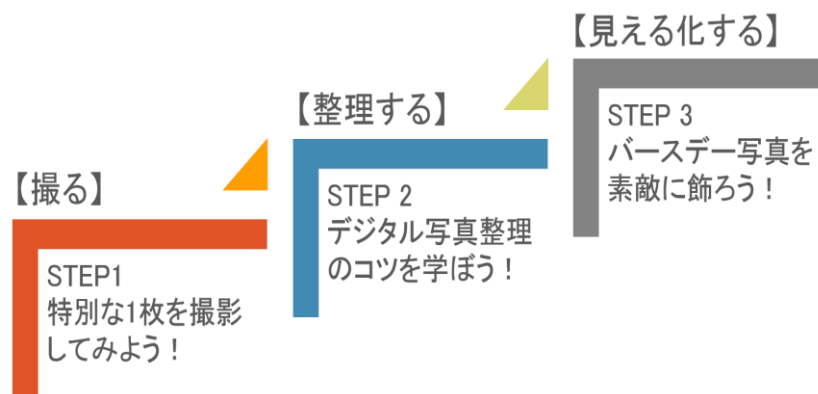 【撮る】
STEP1
特別な1枚を撮影
してみよう！
【整理する】
STEP 2
デジタル写真整理
のコツを学ぼう！
【見える化する】
STEP 3
バースデー写真を
素敵に飾ろう！